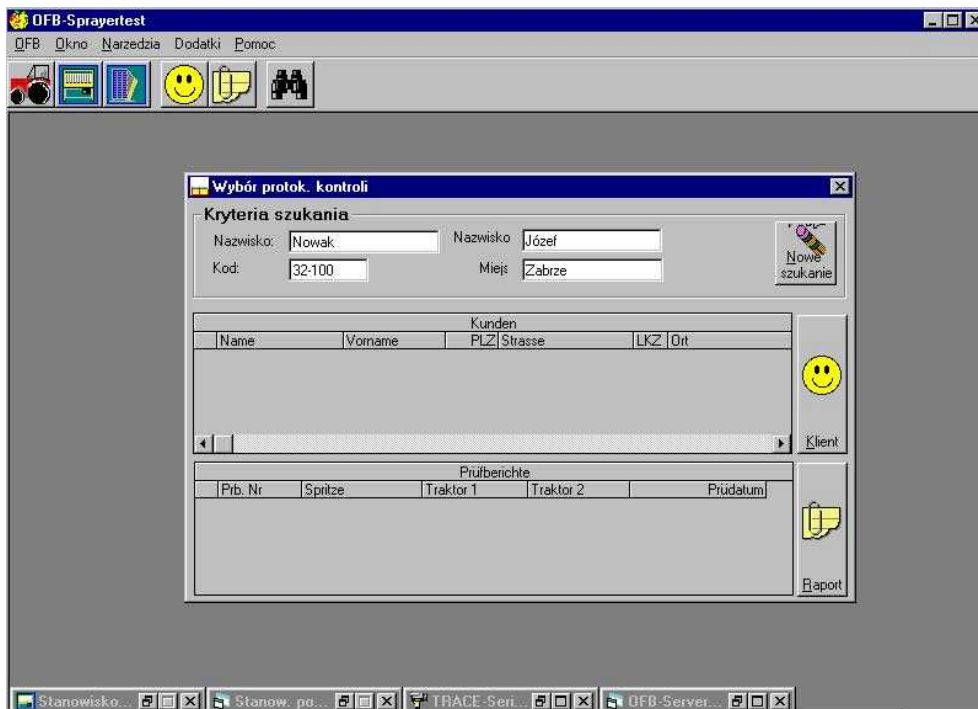 OFB-Sprayertest
OFB Okno Narzedzia Dodatki Pomoc
Wybór protok. kontroli
Kryteria szukania
Nazwisko: Nowak Nazwisko Józef
Kod: 32-100 Miejs Zabrze
Nowe
szukanie
Kunden
Name Vorname PLZ Strasse LKZ Ort
Klient
Prüfberichte
Prb. Nr Spritze Traktor 1 Traktor 2 Prüdatum
Raport
Stanowisko... Stanow. po... TRACE-Seri... OFB-Server...